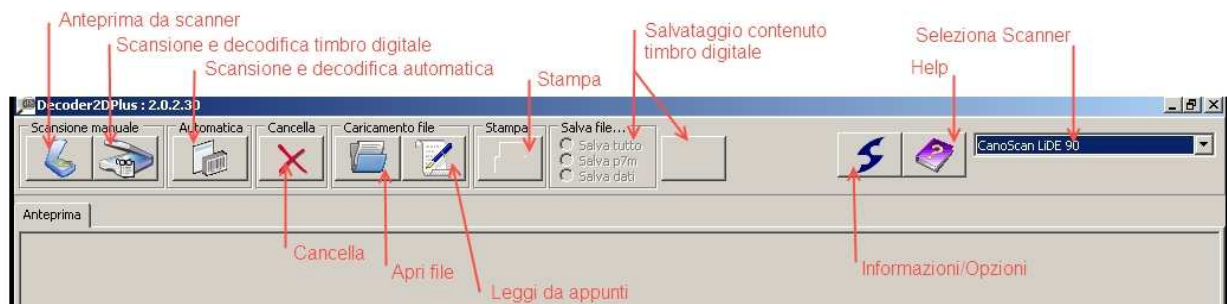 Anteprima da scanner
Scansione e decodifica timbro digitale
Scansione e decodifica automatica
Stampa
Salvataggio contenuto
timbro digitale
Seleziona Scanner
Help
Decoder2DPlus : 2.0.2.30
Scansione manuale
Automatica
Cancella
Caricamento file
Stampa
Salva file...
Salva tutto
Salva p7m
Salva dati
CanoScan LiDE 90
Anteprima
Cancella
Apri file
Leggi da appunti
Informazioni/Opzioni